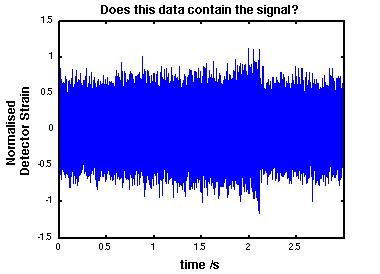 Does this data contain the signal?
1.5
1
0.5
0
-0.5
-1
-1.5
Normalised
Detector Strain
0 0.5 1 1.5 2 2.5
time /s